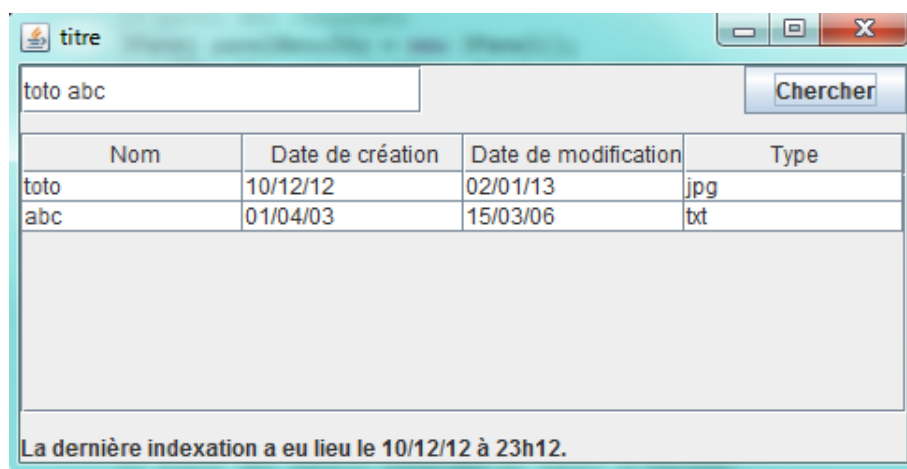 titre
toto abc Chercher
Nom Date de création Date de modification Type
toto 10/12/12 02/01/13 jpg
abc 01/04/03 15/03/06 txt
La dernière indexation a eu lieu le 10/12/12 à 23h12.